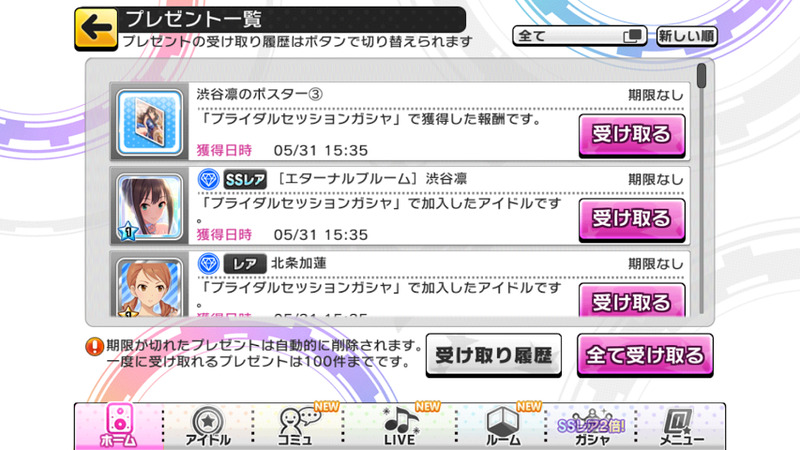 プレゼント一覧
プレゼントの受け取り履歴はボタンで切り替えられます
全て
新しい順
渋谷凛のポスター③
期限なし
「ブライダルセッションガシャ」で獲得した報酬です。
獲得日時 05/31 15:35
受け取る
SSレア [エターナルブルーム]渋谷凛
期限なし
「ブライダルセッションガシャ」で加入したアイドルです
。
獲得日時 05/31 15:35
受け取る
1
レア 北条加蓮
期限なし
「ブライダルセッションガシャ」で加入したアイドルです
。
受け取る
期限が切れたプレゼントは自動的に削除されます。
一度に受け取れるプレゼントは100件までです。
受け取り履歴
全て受け取る
ホーム
アイドル
NEW
コミュ
NEW
LIVE
NEW
ルーム
SSレア2倍!
ガシャ
メニュー